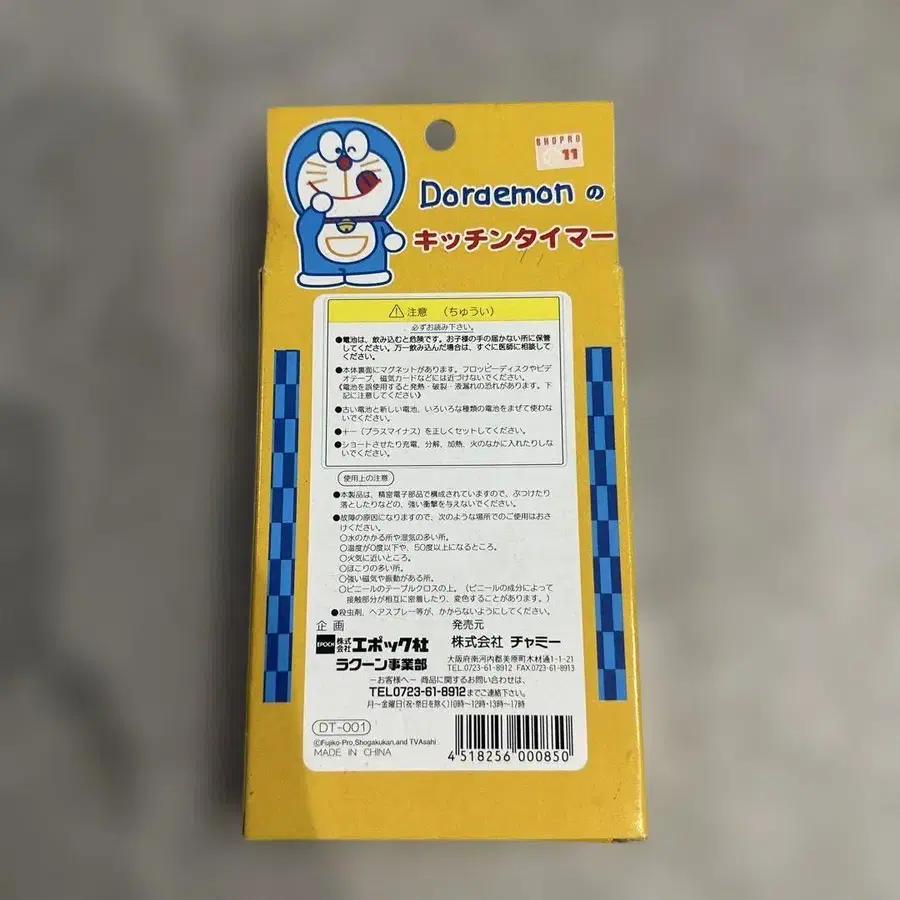 SHOPRO
11
Doraemon の
キッチンタイマー
注意 （ちゅうい）
必ずお読み下さい。
●電池は、飲み込むと危険です。お子様の手の届かない所に保管
してください。万一飲み込んだ場合は、すぐに医師に相談して
ください。
●本体裏面にマグネットがあります。フロッピーディスクやビデ
オテープ、磁気カードなどには近づけないでください。
《電池を誤使用すると発熱・破裂・液漏れの恐れがあります。下
記に注意してください》
●古い電池と新しい電池、いろいろな種類の電池をまぜて使わな
いでください。
●＋－（プラスマイナス）を正しくセットしてください。
●ショートさせたり充電、分解、加熱、火のなかに入れたりしな
いでください。
使用上の注意
●本製品は、精密電子部品で構成されていますので、ぶつけたり
落としたりなどの、強い衝撃を与えないでください。
●故障の原因になりますので、次のような場所でのご使用はおさ
けください。
○水のかかる所や湿気の多い所。
○温度が0度以下や、50度以上になるところ。
○火気に近いところ。
○ほこりの多い所。
○強い磁気や振動がある所。
○ビニールのテーブルクロスの上。（ビニールの成分によって
接触部分が相互に密着したり、変色することがあります。）
●殺虫剤、ヘアスプレー等が、かからないようにしてください。
企 画
EPOCH 株式会社 エポック社
ラクーン事業部
発売元
株式会社 チャミー
大阪府南河内郡美原町木材通1-1-21
TEL.0723-61-8912 FAX.0723-61-8913
－お客様へ－ 商品に関するお問い合わせは、
TEL0723-61-8912までご連絡下さい。
月～金曜日(祝・祭日を除く)10時～12時・13時～17時
DT-001
©Fujiko-Pro,Shogakukan,and TVAsahi
MADE IN CHINA
4 518256 000850